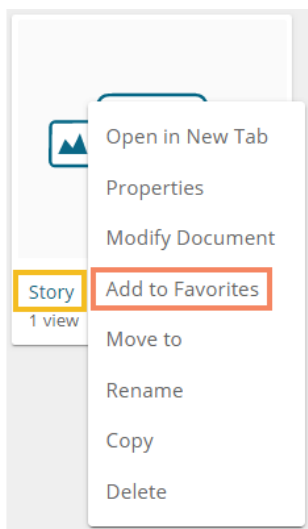 Open in New Tab
Properties
Modify Document
Story
Add to Favorites
1 view
Move to
Rename
Copy
Delete